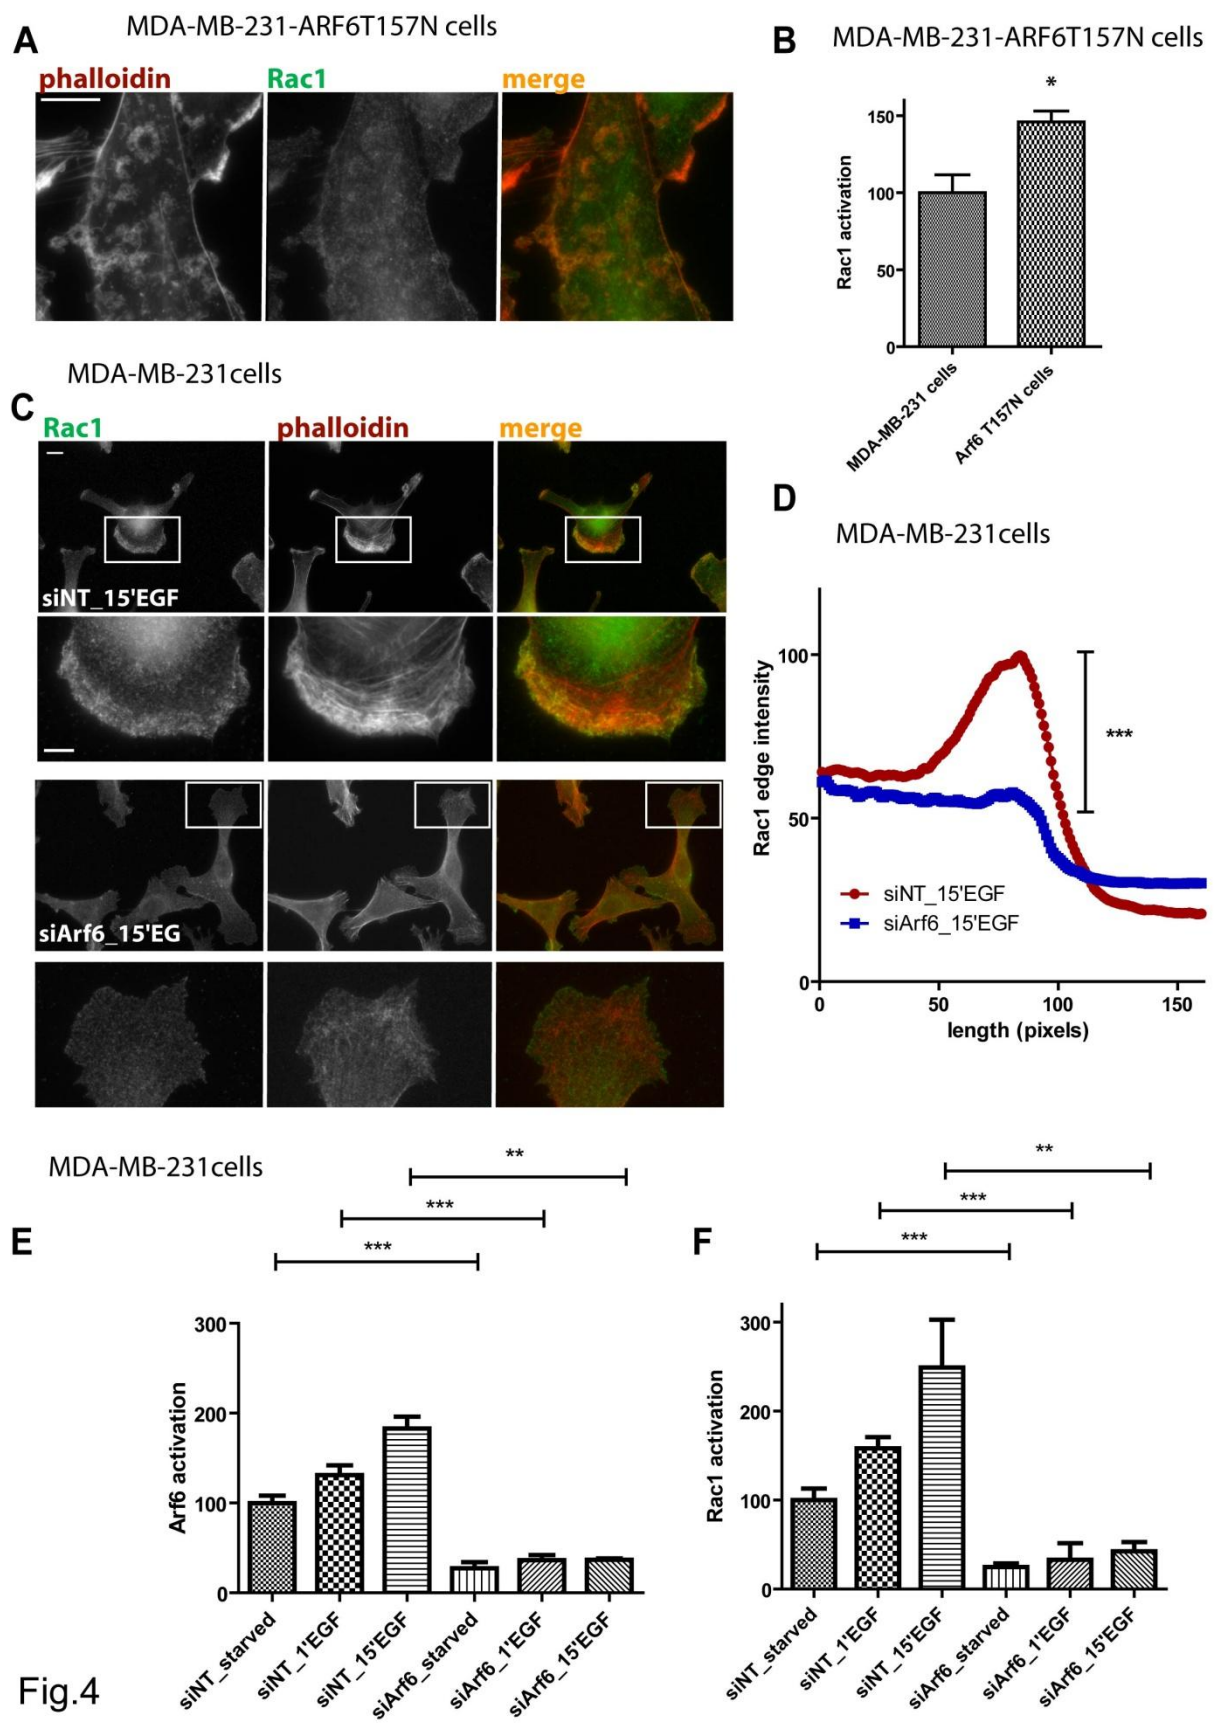 A
MDA-MB-231-ARF6T157N cells
phalloidin
Rac1
merge
B
MDA-MB-231-ARF6T157N cells
*
150
100
50
0
Rac1 activation
MDA-MB-231 cells
Arf6 T157N cells
MDA-MB-231cells
C
Rac1
phalloidin
merge
siNT_15'EGF
siArf6_15'EG
D
MDA-MB-231cells
100
50
0
Rac1 edge intensity
***
siNT_15'EGF
siArf6_15'EGF
0
50
100
150
length (pixels)
MDA-MB-231cells
E
**
***
***
300
200
100
0
Arf6 activation
siNT_starved
siNT_1'EGF
siNT_15'EGF
siArf6_starved
siArf6_1'EGF
siArf6_15'EGF
F
**
***
***
300
200
100
0
Rac1 activation
siNT_starved
siNT_1'EGF
siNT_15'EGF
siArf6_starved
siArf6_1'EGF
siArf6_15'EGF
Fig.4